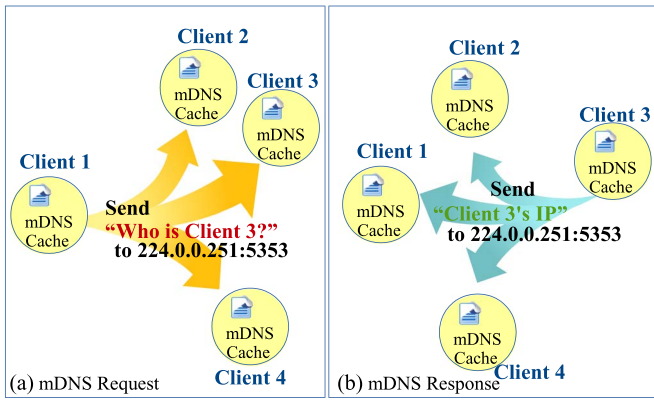 Client 2
mDNS
Cache
Client 3
mDNS
Cache
Client 1
mDNS
Cache
Send
“Who is Client 3?”
to 224.0.0.251:5353
mDNS
Cache
Client 4
(a) mDNS Request
Client 2
mDNS
Cache
Client 3
mDNS
Cache
Client 1
mDNS
Cache
Send
“Client 3's IP”
to 224.0.0.251:5353
mDNS
Cache
Client 4
(b) mDNS Response